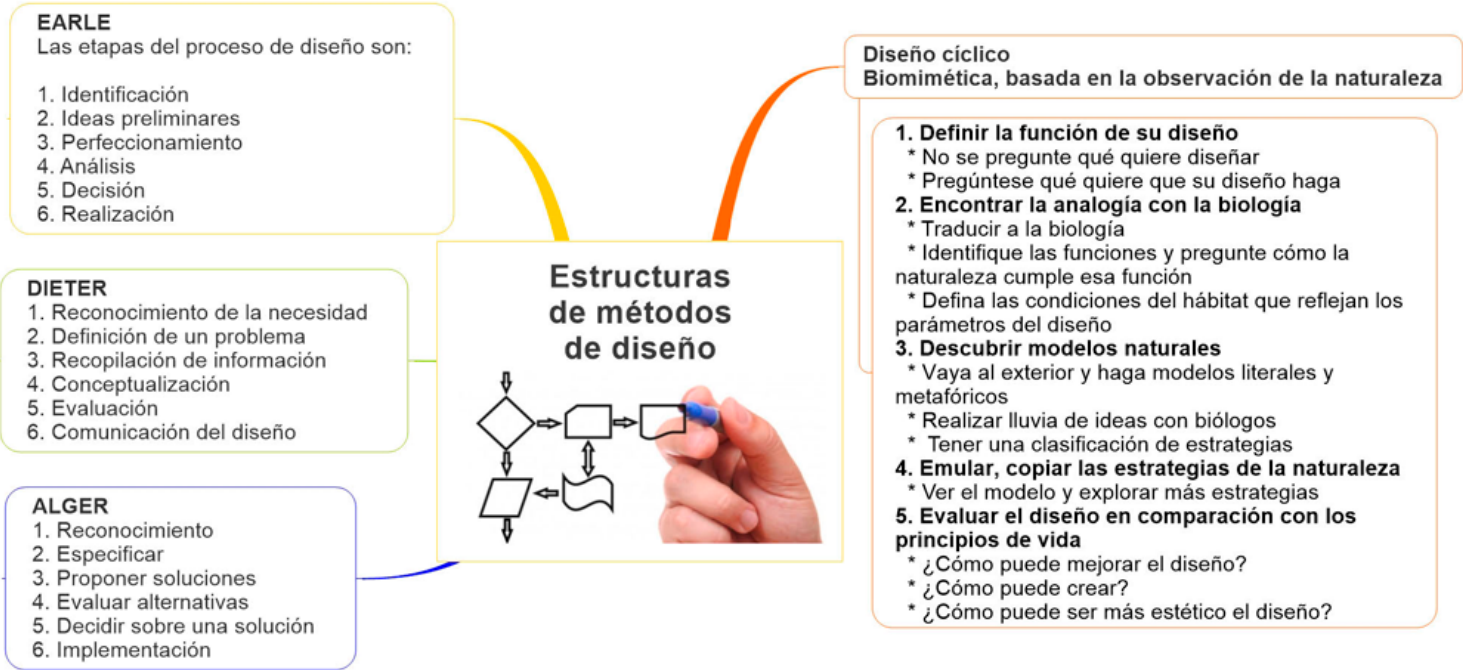 EARLE
Las etapas del proceso de diseño son:
1. Identificación
2. Ideas preliminares
3. Perfeccionamiento
4. Análisis
5. Decisión
6. Realización
DIETER
1. Reconocimiento de la necesidad
2. Definición de un problema
3. Recopilación de información
4. Conceptualización
5. Evaluación
6. Comunicación del diseño
ALGER
1. Reconocimiento
2. Especificar
3. Proponer soluciones
4. Evaluar alternativas
5. Decidir sobre una solución
6. Implementación
Estructuras
de métodos
de diseño
Diseño cíclico
Biomimética, basada en la observación de la naturaleza
1. Definir la función de su diseño
* No se pregunte qué quiere diseñar
* Pregúntese qué quiere que su diseño haga
2. Encontrar la analogía con la biología
* Traducir a la biología
* Identifique las funciones y pregunte cómo la
naturaleza cumple esa función
* Defina las condiciones del hábitat que reflejan los
parámetros del diseño
3. Descubrir modelos naturales
* Vaya al exterior y haga modelos literales y
metafóricos
* Realizar lluvia de ideas con biólogos
* Tener una clasificación de estrategias
4. Emular, copiar las estrategias de la naturaleza
* Ver el modelo y explorar más estrategias
5. Evaluar el diseño en comparación con los
principios de vida
* ¿Cómo puede mejorar el diseño?
* ¿Cómo puede crear?
* ¿Cómo puede ser más estético el diseño?